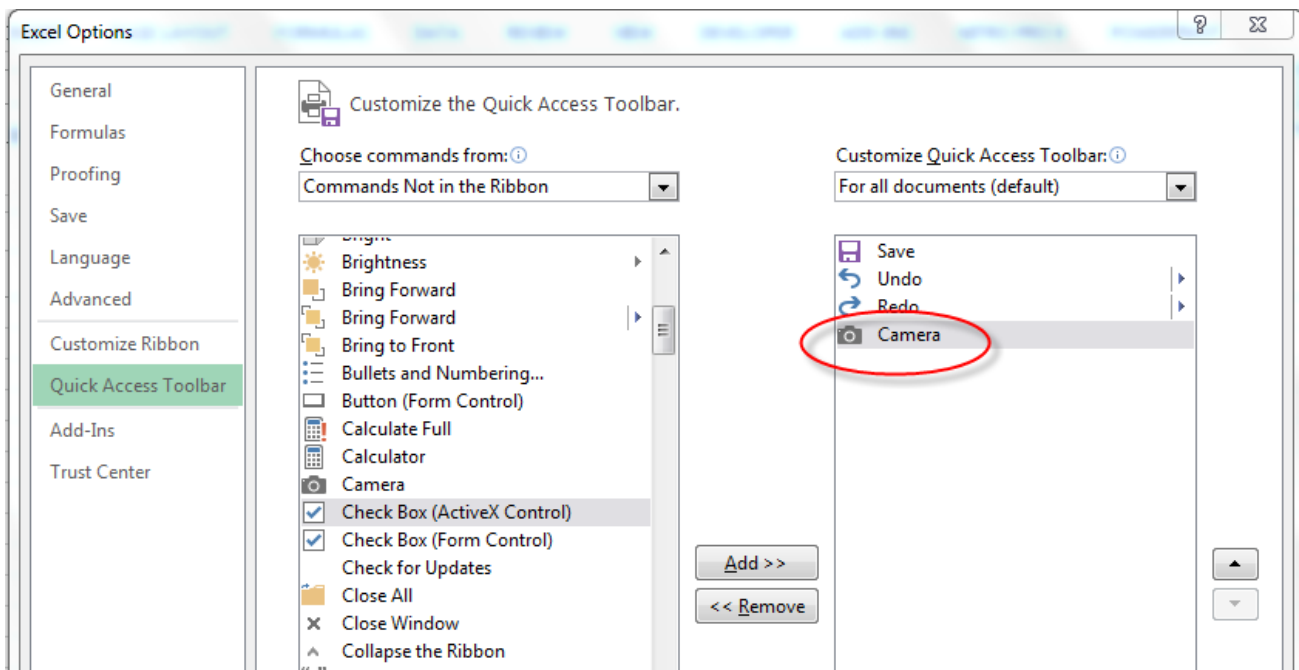 Excel Options
General
Formulas
Proofing
Save
Language
Advanced
Customize Ribbon
Quick Access Toolbar
Add-Ins
Trust Center
Customize the Quick Access Toolbar.
Choose commands from:
Commands Not in the Ribbon
Brightness
Bring Forward
Bring Forward
Bring to Front
Bullets and Numbering...
Button (Form Control)
Calculate Full
Calculator
Camera
Check Box (ActiveX Control)
Check Box (Form Control)
Check for Updates
Close All
Close Window
Collapse the Ribbon
Add >>
<< Remove
Customize Quick Access Toolbar:
For all documents (default)
Save
Undo
Redo
Camera